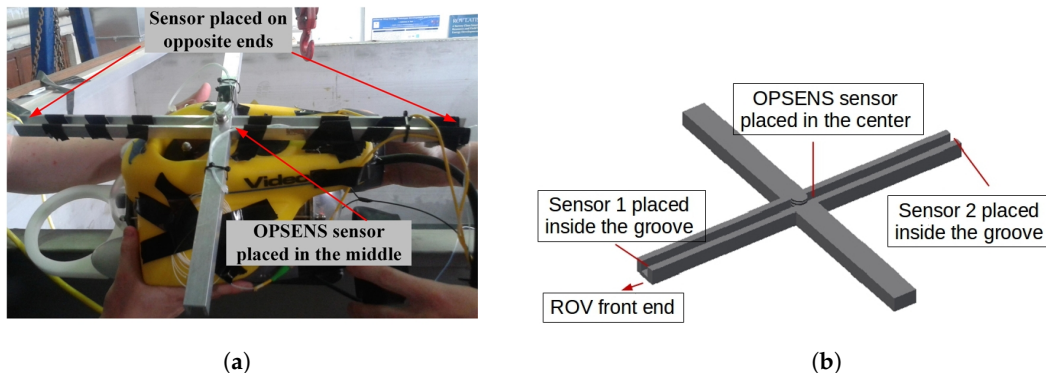 Sensor placed on
opposite ends
Video
OPSENS sensor
placed in the middle
(a)
OPSENS sensor
placed in the center
Sensor 1 placed
inside the groove
Sensor 2 placed
inside the groove
ROV front end
(b)